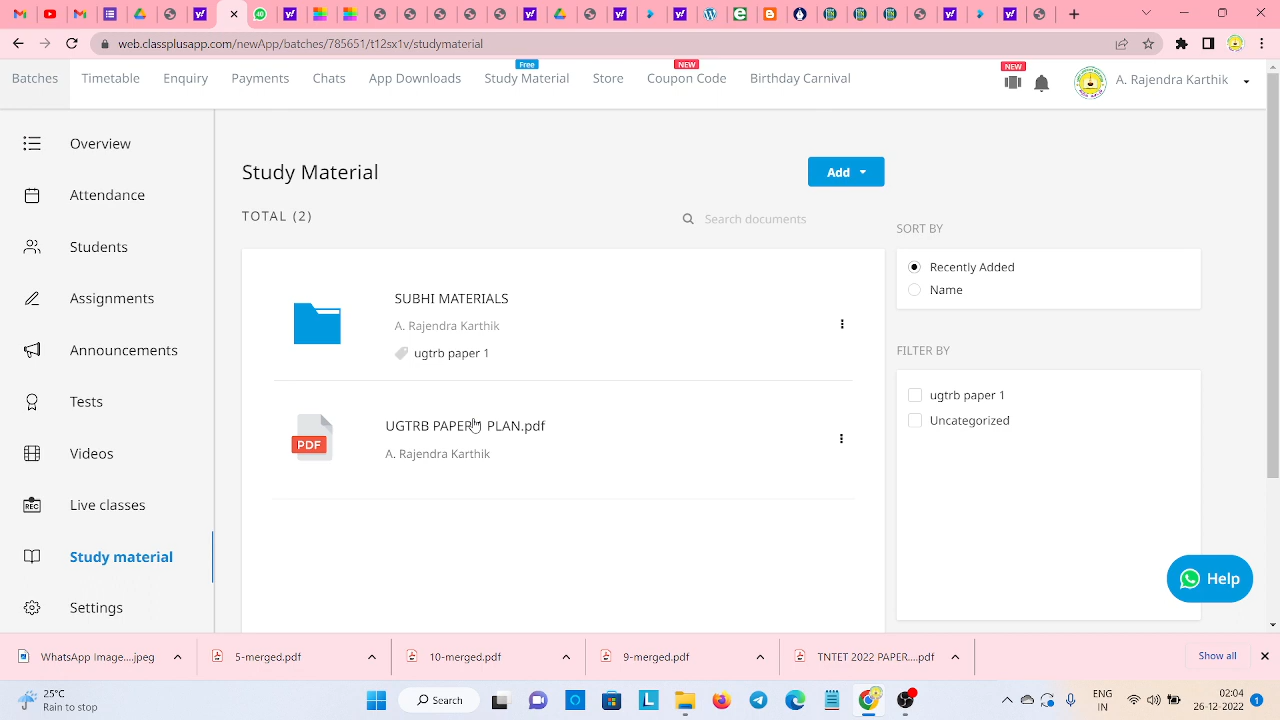 web.classplusapp.com/newApp/batches/785651/t12sx1v/studymaterial
Batches
Timetable
Enquiry
Payments
Chats
App Downloads
Free
Study Material
Store
NEW
Coupon Code
Birthday Carnival
NEW
A. Rajendra Karthik
Overview
Attendance
Students
Assignments
Announcements
Tests
Videos
REC
Live classes
Study material
Settings
Study Material
Add
TOTAL (2)
Search documents
SUBHI MATERIALS
A. Rajendra Karthik
ugtrb paper 1
PDF
UGTRB PAPER PLAN.pdf
A. Rajendra Karthik
SORT BY
Recently Added
Name
FILTER BY
ugtrb paper 1
Uncategorized
Help
WhatsApp Image....jpeg
5-merged.pdf
10-merged.pdf
9-merged.pdf
TNTET 2022 PAPER....pdf
Show all
25°C
Rain to stop
Search
ENG
IN
02:04
26-12-2022
1